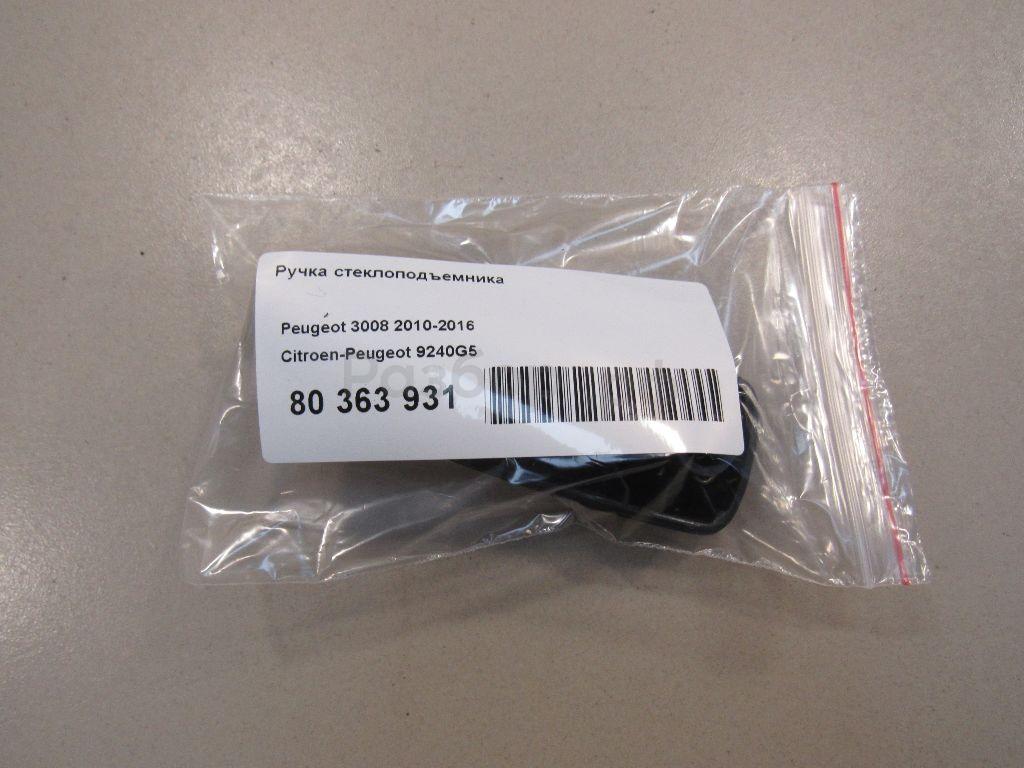 Ручка стеклоподъемника
Peugeot 3008 2010-2016
Citroen-Peugeot 9240G5
80 363 931